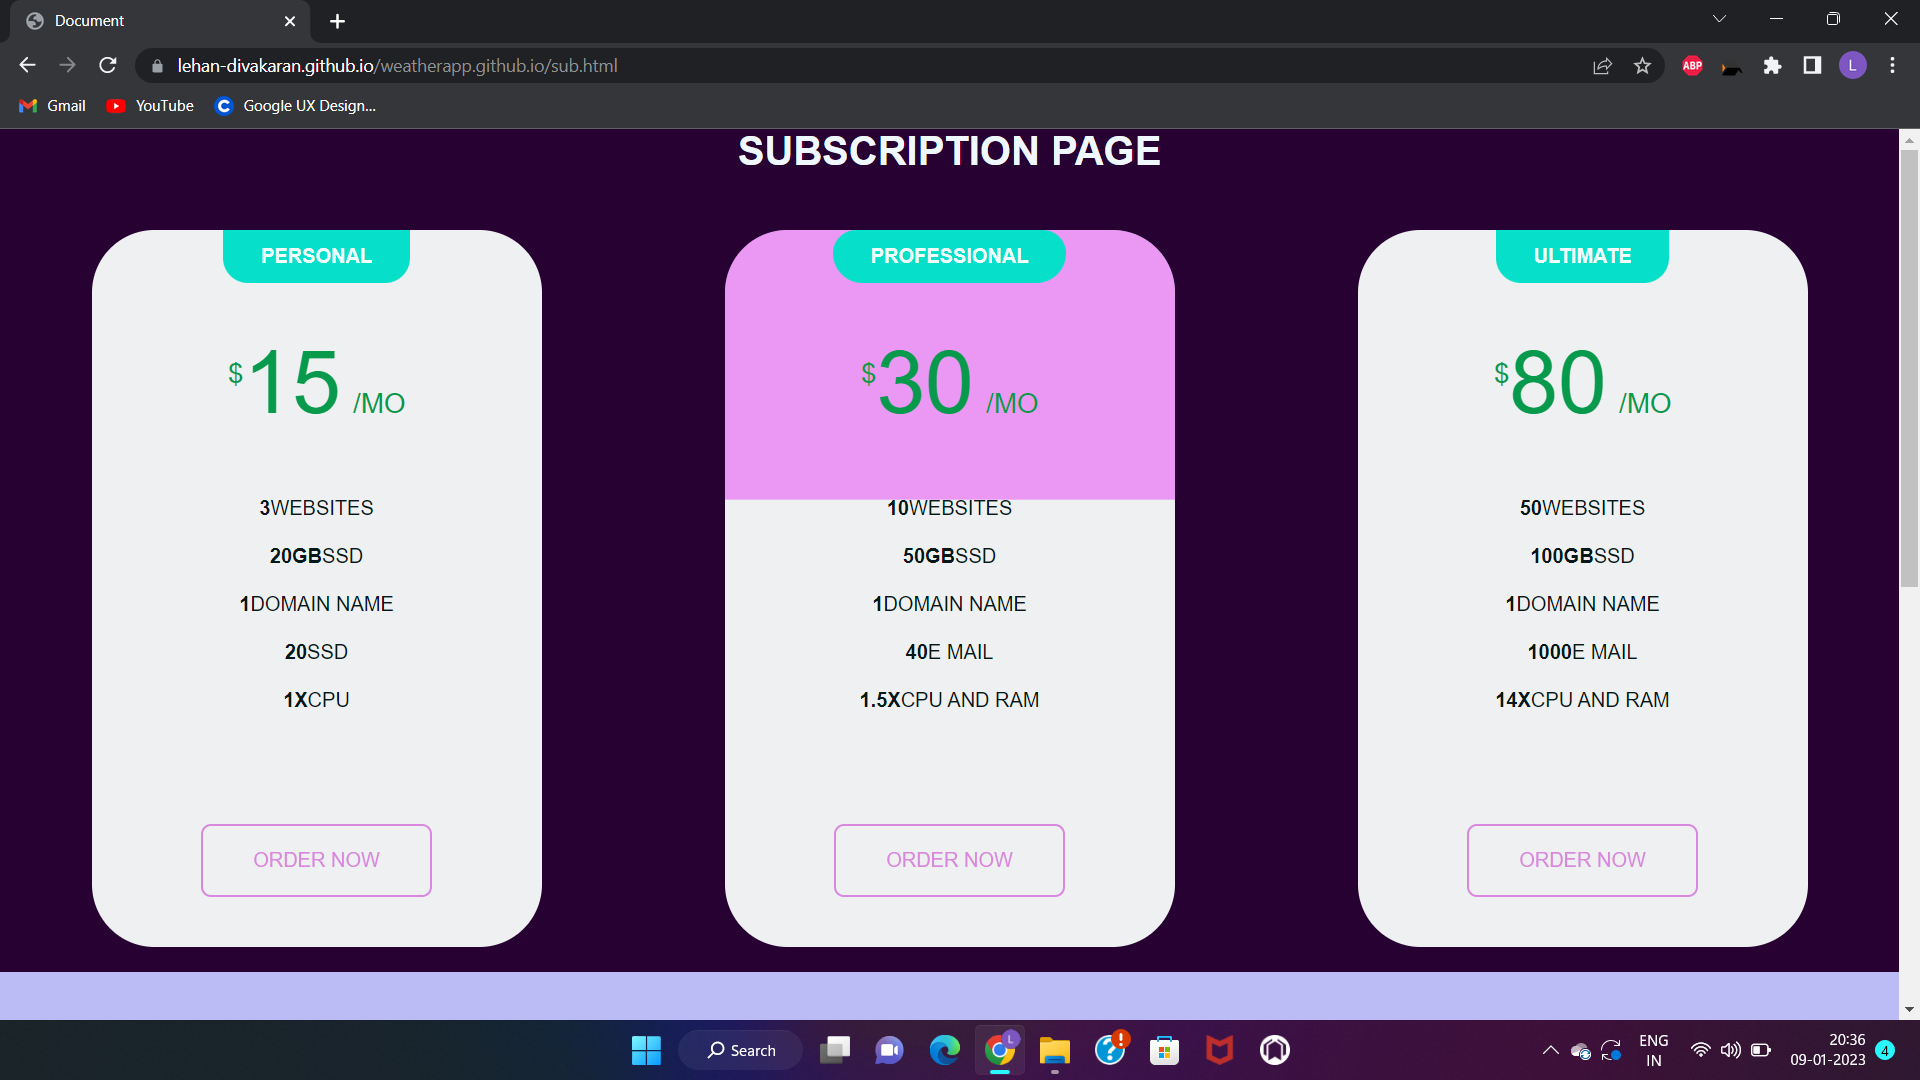 Document
lehan-divakaran.github.io/weatherapp.github.io/sub.html
ABP
L
Gmail
YouTube
Google UX Design...
SUBSCRIPTION PAGE
PERSONAL
$15 /MO
3WEBSITES
20GBSSD
1DOMAIN NAME
20SSD
1XCPU
ORDER NOW
PROFESSIONAL
$30 /MO
10WEBSITES
50GBSSD
1DOMAIN NAME
40E MAIL
1.5XCPU AND RAM
ORDER NOW
ULTIMATE
$80 /MO
50WEBSITES
100GBSSD
1DOMAIN NAME
1000E MAIL
14XCPU AND RAM
ORDER NOW
Search
L
ENG
IN
20:36
09-01-2023
4